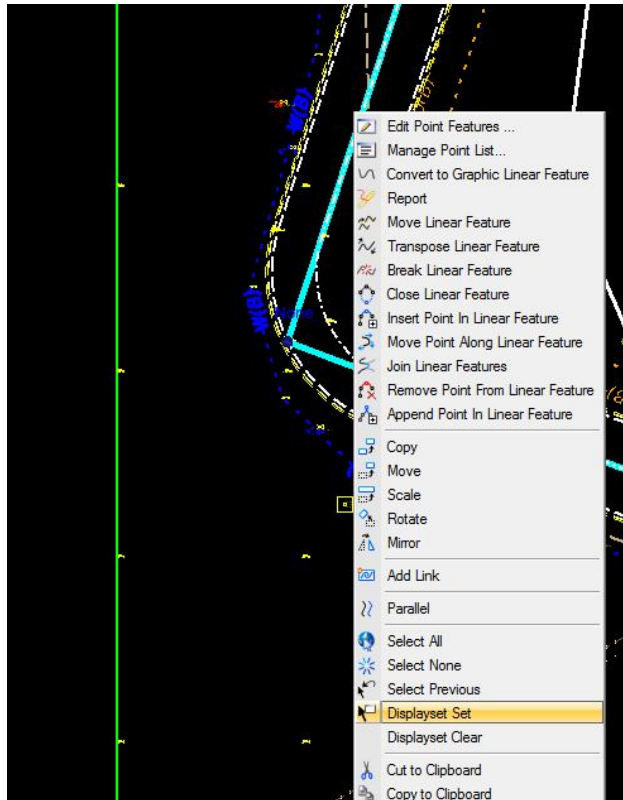 Edit Point Features ...
Manage Point List...
Convert to Graphic Linear Feature
Report
Move Linear Feature
Transpose Linear Feature
Break Linear Feature
Close Linear Feature
Insert Point In Linear Feature
Move Point Along Linear Feature
Join Linear Features
Remove Point From Linear Feature
Append Point In Linear Feature
Copy
Move
Scale
Rotate
Mirror
Add Link
Parallel
Select All
Select None
Select Previous
Displayset Set
Displayset Clear
Cut to Clipboard
Copy to Clipboard
None